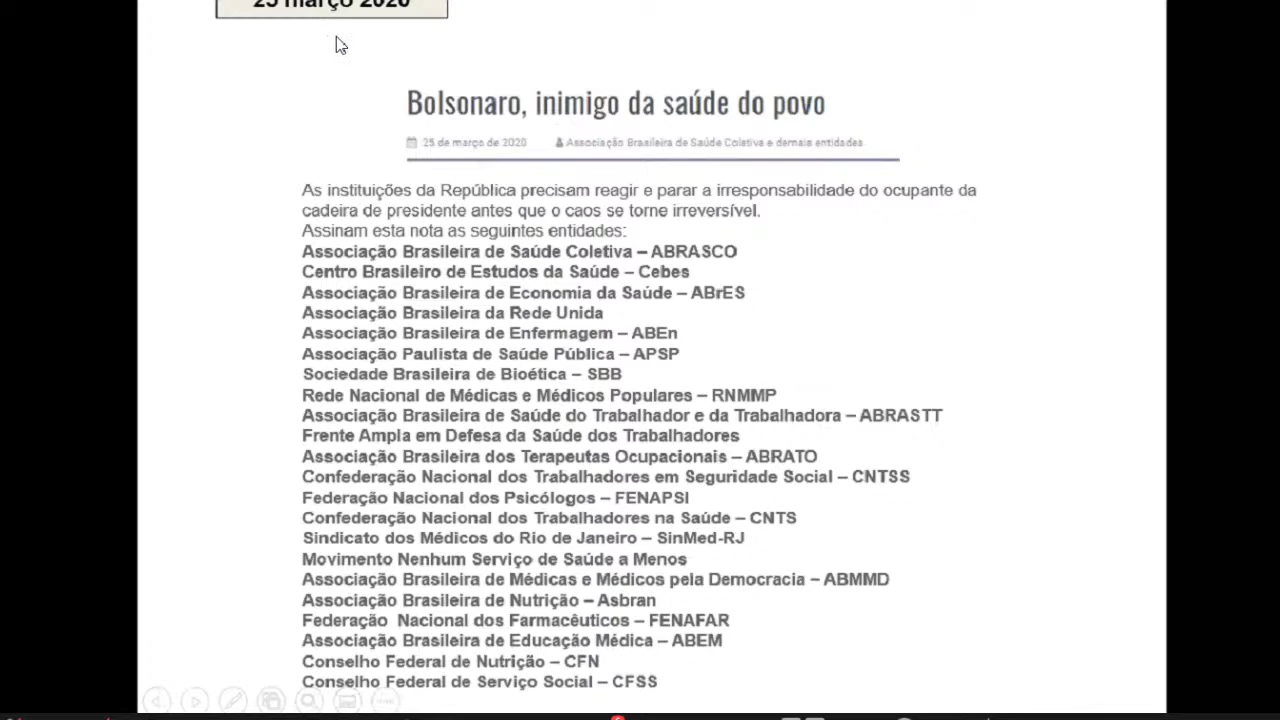 25 março 2020
Bolsonaro, inimigo da saúde do povo
25 de março de 2020 Associação Brasileira de Saúde Coletiva e demais entidades
As instituições da República precisam reagir e parar a irresponsabilidade do ocupante da
cadeira de presidente antes que o caos se torne irreversível.
Assinam esta nota as seguintes entidades:
Associação Brasileira de Saúde Coletiva – ABRASCO
Centro Brasileiro de Estudos da Saúde – Cebes
Associação Brasileira de Economia da Saúde – ABrES
Associação Brasileira da Rede Unida
Associação Brasileira de Enfermagem – ABEn
Associação Paulista de Saúde Pública – APSP
Sociedade Brasileira de Bioética – SBB
Rede Nacional de Médicas e Médicos Populares – RNMMP
Associação Brasileira de Saúde do Trabalhador e da Trabalhadora – ABRASTT
Frente Ampla em Defesa da Saúde dos Trabalhadores
Associação Brasileira dos Terapeutas Ocupacionais – ABRATO
Confederação Nacional dos Trabalhadores em Seguridade Social – CNTSS
Federação Nacional dos Psicólogos – FENAPSI
Confederação Nacional dos Trabalhadores na Saúde – CNTS
Sindicato dos Médicos do Rio de Janeiro – SinMed-RJ
Movimento Nenhum Serviço de Saúde a Menos
Associação Brasileira de Médicas e Médicos pela Democracia – ABMMD
Associação Brasileira de Nutrição – Asbran
Federação Nacional dos Farmacêuticos – FENAFAR
Associação Brasileira de Educação Médica – ABEM
Conselho Federal de Nutrição – CFN
Conselho Federal de Serviço Social – CFSS